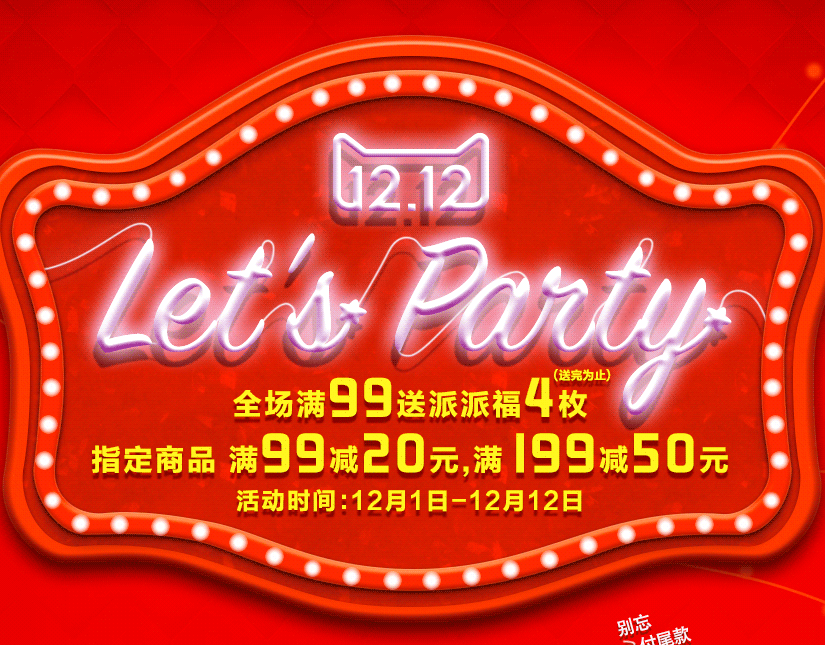 12.12
Let's Party
(送完为止)
全场满99送派派福4枚
指定商品 满99减20元,满199减50元
活动时间:12月1日-12月12日
别忘
付尾款